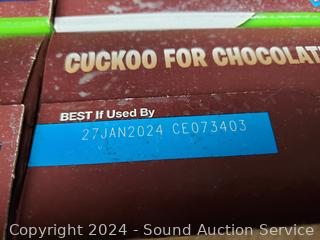 CUCKOO FOR CHOCOLAT
BEST If Used By
27JAN2024 CE073403
Copyright 2024 - Sound Auction Service